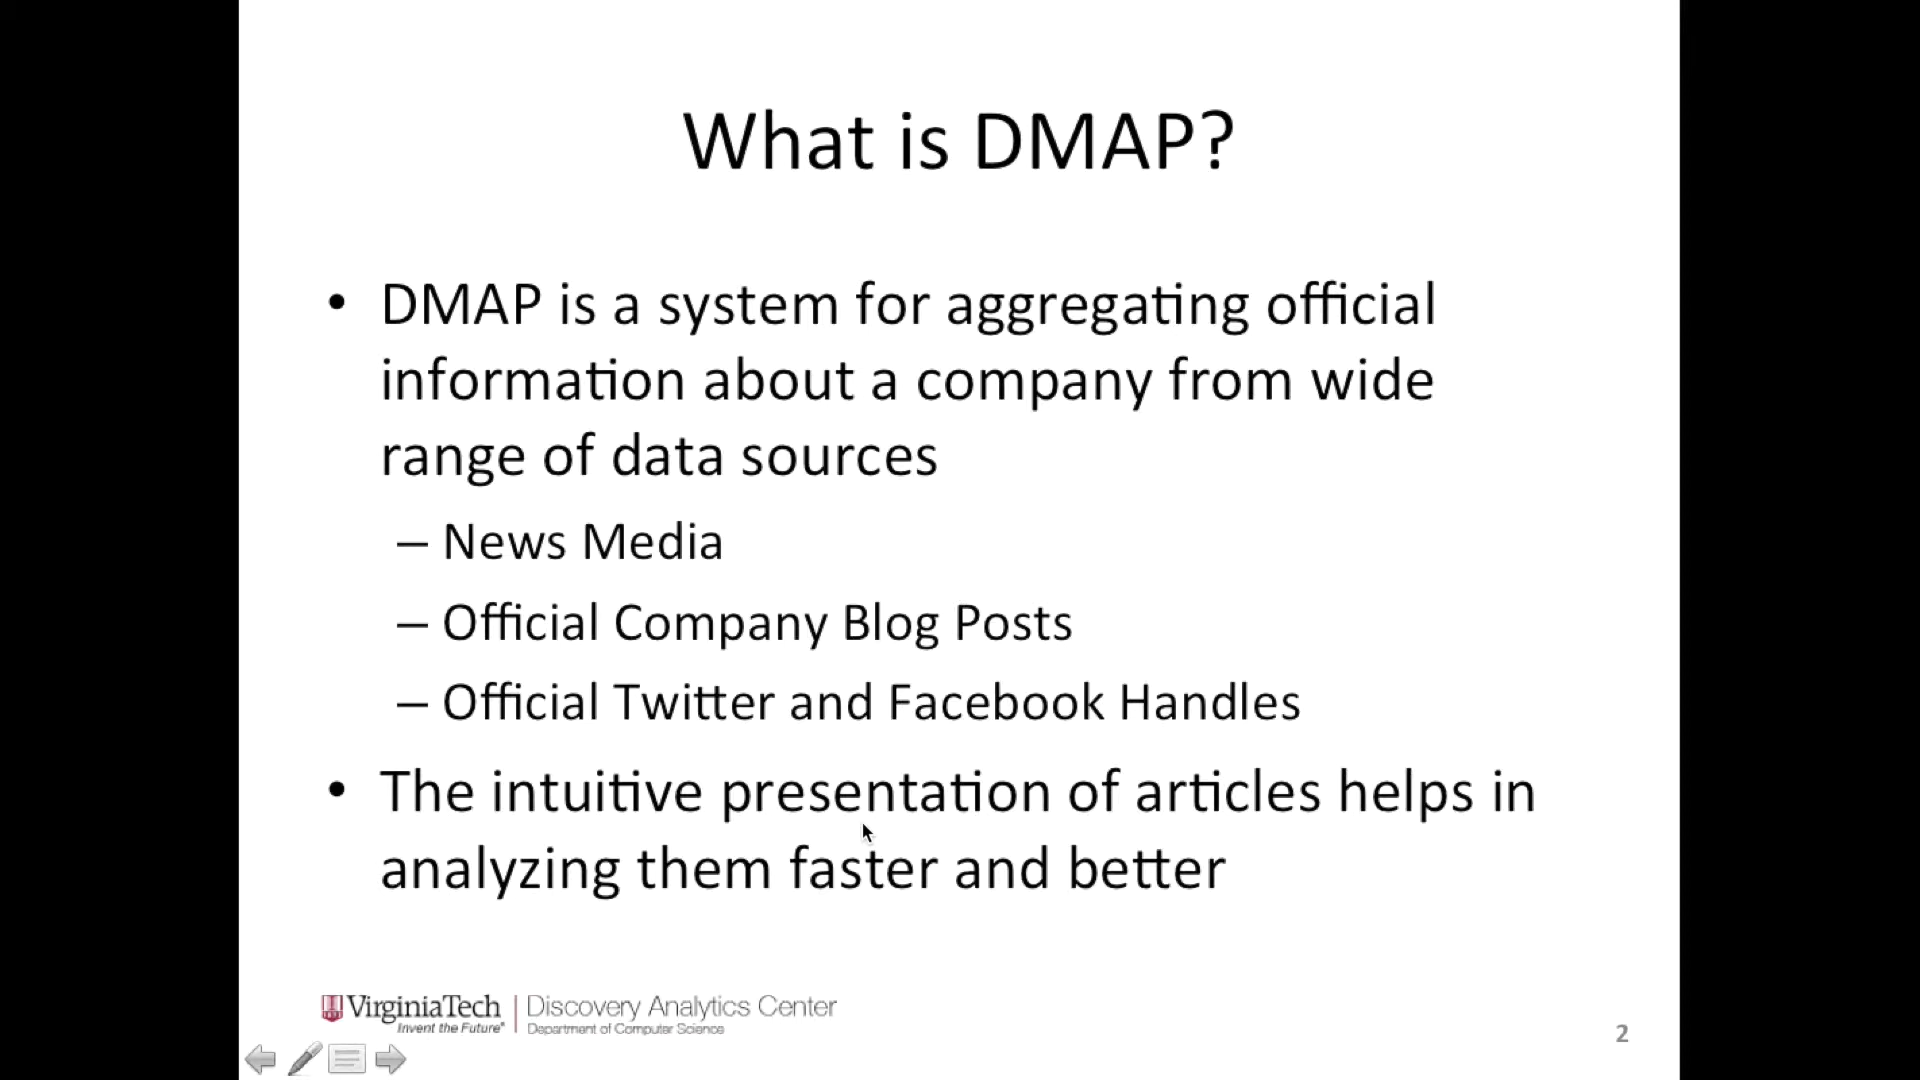 What is DMAP?
• DMAP is a system for aggregating official
information about a company from wide
range of data sources
– News Media
– Official Company Blog Posts
– Official Twitter and Facebook Handles
• The intuitive presentation of articles helps in
analyzing them faster and better
VirginiaTech | Discovery Analytics Center
Invent the Future® Department of Computer Science
2